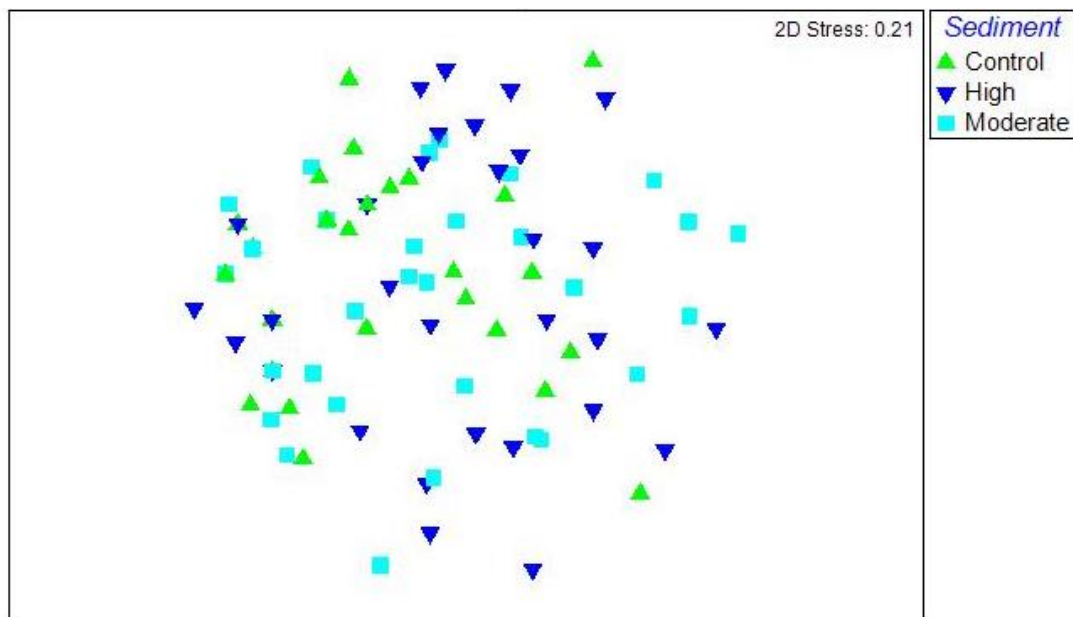 2D Stress: 0.21
Sediment
Control
High
Moderate